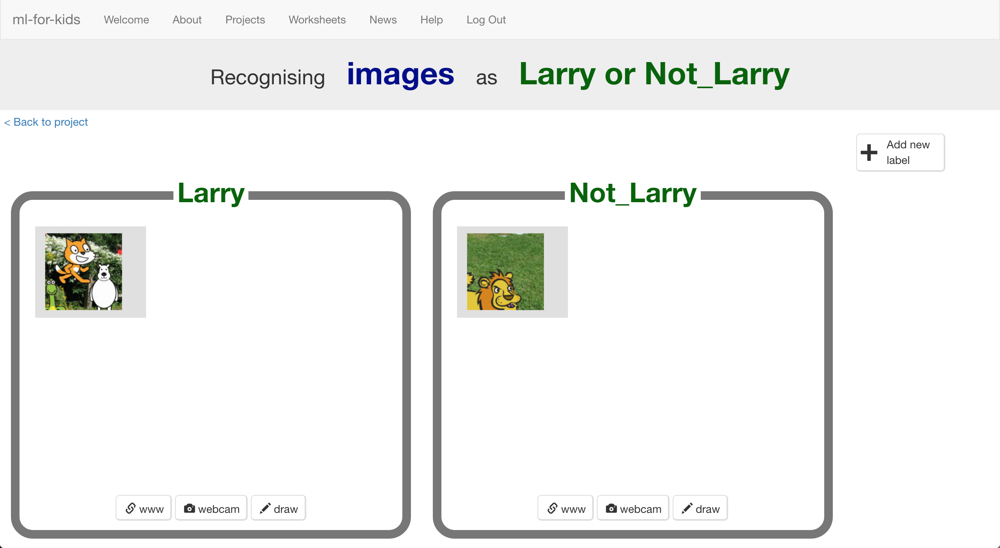 ml-for-kids Welcome About Projects Worksheets News Help Log Out
Recognising images as Larry or Not_Larry
< Back to project
Add new
label
Larry
Not_Larry
www webcam draw
www webcam draw